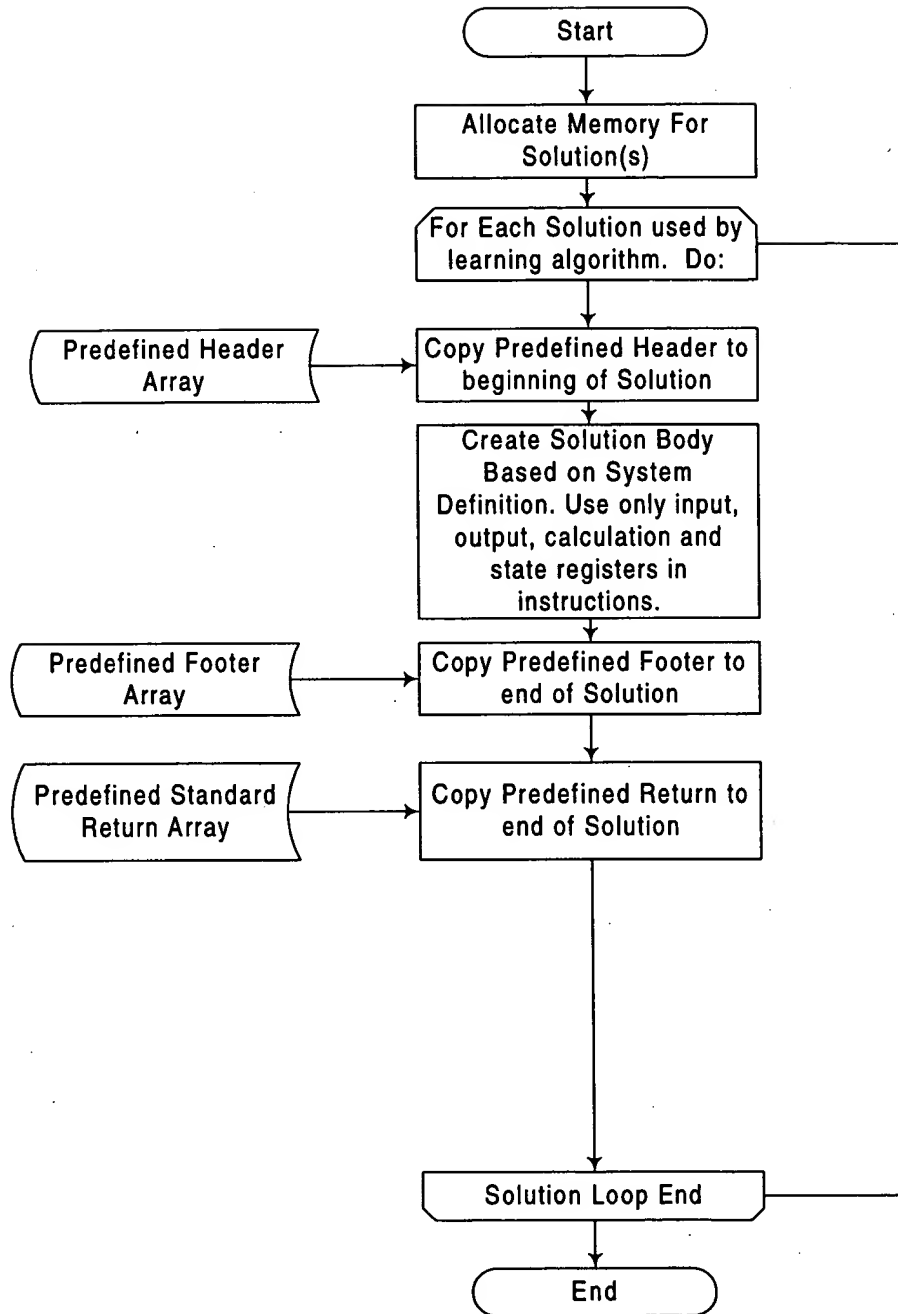 Start
Allocate Memory For
Solution(s)
For Each Solution used by
learning algorithm. Do:
Predefined Header
Array
Copy Predefined Header to
beginning of Solution
Create Solution Body
Based on System
Definition. Use only input,
output, calculation and
state registers in
instructions.
Predefined Footer
Array
Copy Predefined Footer to
end of Solution
Predefined Standard
Return Array
Copy Predefined Return to
end of Solution
Solution Loop End
End